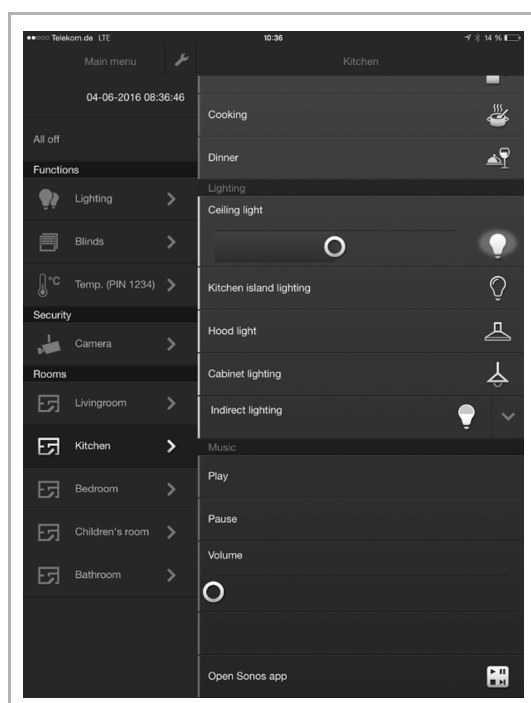 Telekom.de LTE 10:36 14 %
Main menu
Kitchen
04-06-2016 08:36:46
All off
Functions
Lighting
Blinds
°C Temp. (PIN 1234)
Security
Camera
Rooms
Livingroom
Kitchen
Bedroom
Children's room
Bathroom
Cooking
Dinner
Lighting
Ceiling light
Kitchen island lighting
Hood light
Cabinet lighting
Indirect lighting
Music
Play
Pause
Volume
Open Sonos app